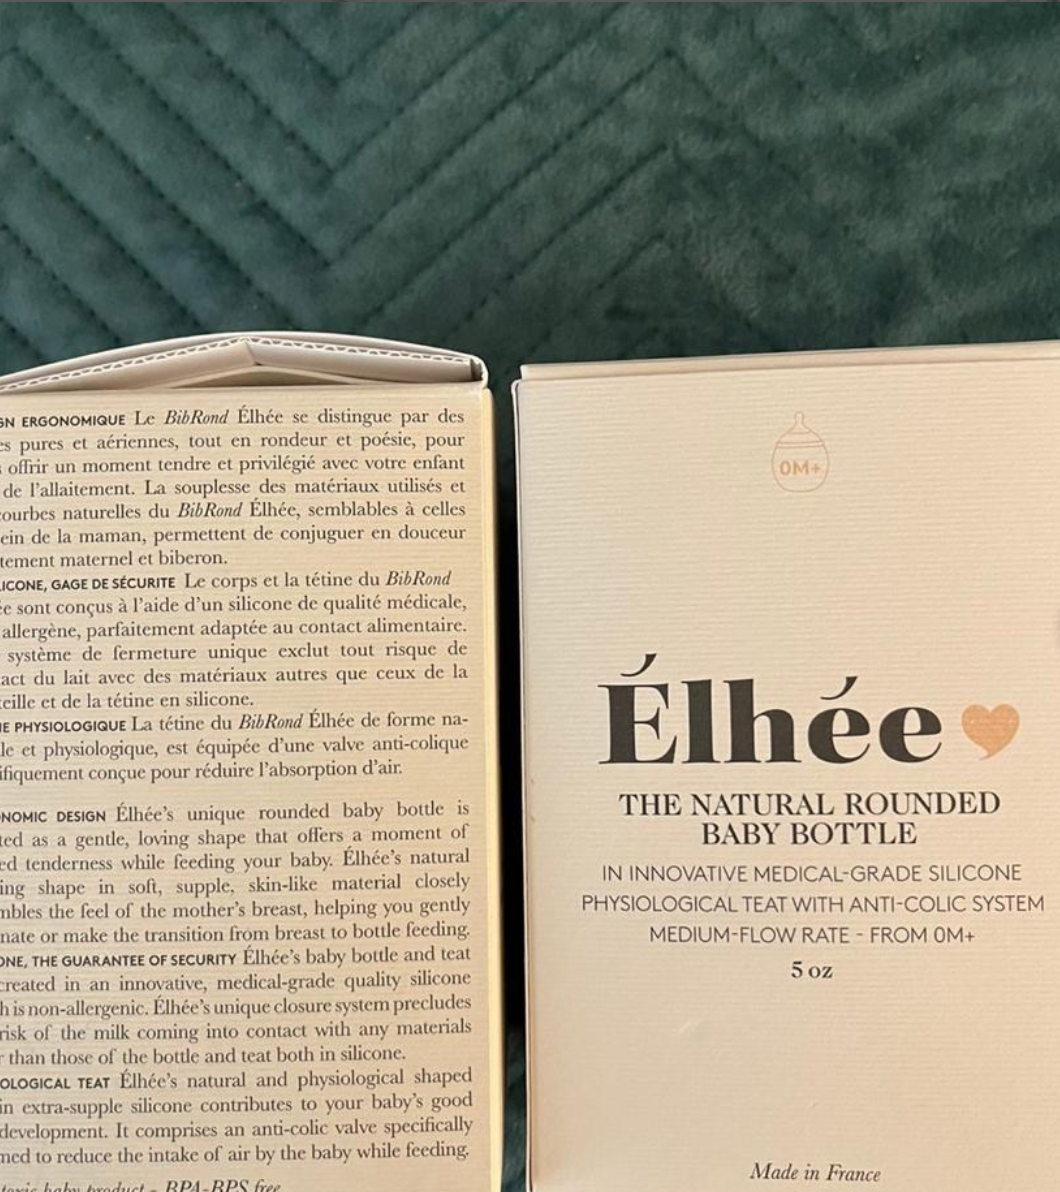 ERGONOMIQUE Le BibRond Élhée se distingue par des
pures et aériennes, tout en rondeur et poésie, pour
offrir un moment tendre et privilégié avec votre enfant
de l'allaitement. La souplesse des matériaux utilisés et
ourbes naturelles du BibRond Élhée, semblables à celles
ein de la maman, permettent de conjuguer en douceur
tement maternel et biberon.
LICONE, GAGE DE SÉCURITE Le corps et la tétine du BibRond
ée sont conçus à l'aide d'un silicone de qualité médicale,
allergène, parfaitement adaptée au contact alimentaire.
système de fermeture unique exclut tout risque de
act du lait avec des matériaux autres que ceux de la
eille et de la tétine en silicone.
E PHYSIOLOGIQUE La tétine du BibRond Élhée de forme na-
le et physiologique, est équipée d'une valve anti-colique
ifiquement conçue pour réduire l'absorption d'air.
NOMIC DESIGN Élhée's unique rounded baby bottle is
ted as a gentle, loving shape that offers a moment of
ed tenderness while feeding your baby. Élhée's natural
ing shape in soft, supple, skin-like material closely
mbles the feel of the mother's breast, helping you gently
nate or make the transition from breast to bottle feeding.
ONE, THE GUARANTEE OF SECURITY Élhée's baby bottle and teat
created in an innovative, medical-grade quality silicone
h is non-allergenic. Élhée's unique closure system precludes
risk of the milk coming into contact with any materials
r than those of the bottle and teat both in silicone.
OLOGICAL TEAT Élhée's natural and physiological shaped
in extra-supple silicone contributes to your baby's good
development. It comprises an anti-colic valve specifically
ned to reduce the intake of air by the baby while feeding.
toxic baby product - BPA-BPS free
0M+
Élhée
THE NATURAL ROUNDED
BABY BOTTLE
IN INNOVATIVE MEDICAL-GRADE SILICONE
PHYSIOLOGICAL TEAT WITH ANTI-COLIC SYSTEM
MEDIUM-FLOW RATE - FROM 0M+
5 oz
Made in France